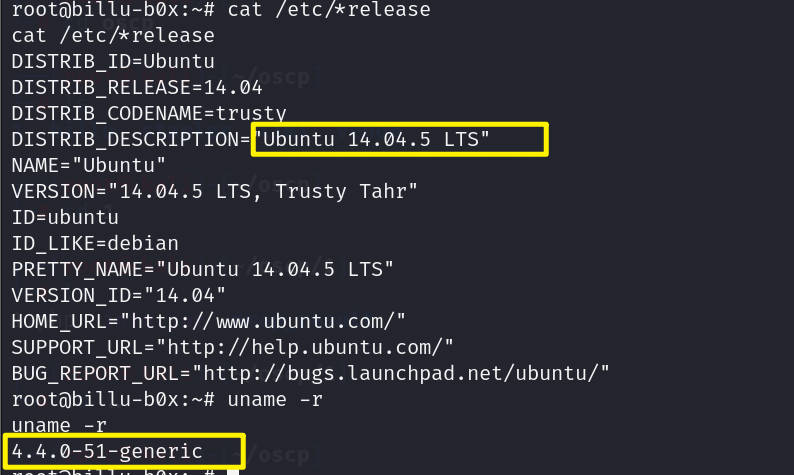 root@billu-b0x:~# cat /etc/*release
cat /etc/*release
DISTRIB_ID=Ubuntu
DISTRIB_RELEASE=14.04
DISTRIB_CODENAME=trusty
DISTRIB_DESCRIPTION="Ubuntu 14.04.5 LTS"
NAME="Ubuntu"
VERSION="14.04.5 LTS, Trusty Tahr"
ID=ubuntu
ID_LIKE=debian
PRETTY_NAME="Ubuntu 14.04.5 LTS"
VERSION_ID="14.04"
HOME_URL="http://www.ubuntu.com/"
SUPPORT_URL="http://help.ubuntu.com/"
BUG_REPORT_URL="http://bugs.launchpad.net/ubuntu/"
root@billu-b0x:~# uname -r
uname -r
4.4.0-51-generic
root@billu-b0x:~#